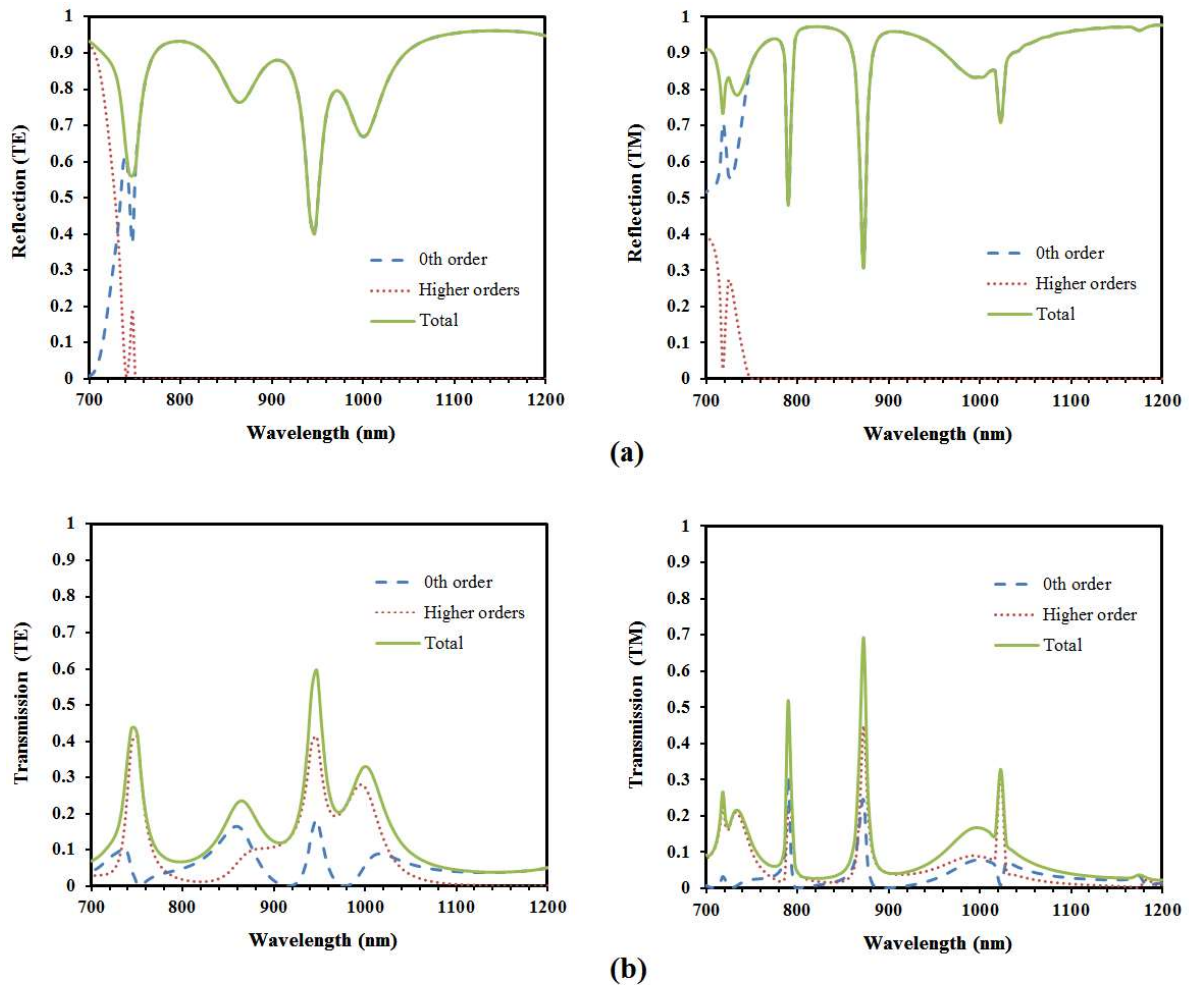 Reflection (TE)
1
0.9
0.8
0.7
0.6
0.5
0.4
0.3
0.2
0.1
0
0th order
Higher orders
Total
700 800 900 1000 1100 1200
Wavelength (nm)
Reflection (TM)
1
0.9
0.8
0.7
0.6
0.5
0.4
0.3
0.2
0.1
0
0th order
Higher orders
Total
700 800 900 1000 1100 1200
Wavelength (nm)
(a)
Transmission (TE)
1
0.9
0.8
0.7
0.6
0.5
0.4
0.3
0.2
0.1
0
0th order
Higher orders
Total
700 800 900 1000 1100 1200
Wavelength (nm)
Transmission (TM)
1
0.9
0.8
0.7
0.6
0.5
0.4
0.3
0.2
0.1
0
0th order
Higher order
Total
700 800 900 1000 1100 1200
Wavelength (nm)
(b)